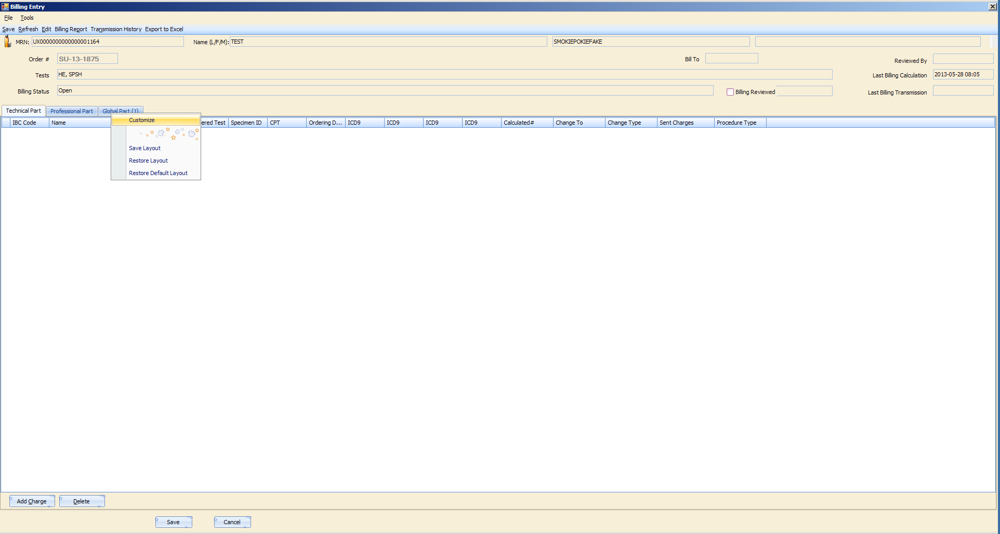 Billing Entry
File Tools
Save Refresh Edit Billing Report Transmission History Export to Excel
MRN: UX0000000000000001164 Name (L/F/M): TEST SMOKIEPOKIEFAKE
Order # SU-13-1875 Bill To Reviewed By
Tests HE, SPSH Last Billing Calculation 2013-05-28 08:05
Billing Status Open Billing Reviewed Last Billing Transmission
Technical Part Professional Part Global Part (1)
IBC Code Name ered Test Specimen ID CPT Ordering D... ICD9 ICD9 ICD9 ICD9 Calculated# Change To Change Type Sent Charges Procedure Type
Customize
Save Layout
Restore Layout
Restore Default Layout
Add Charge Delete
Save Cancel